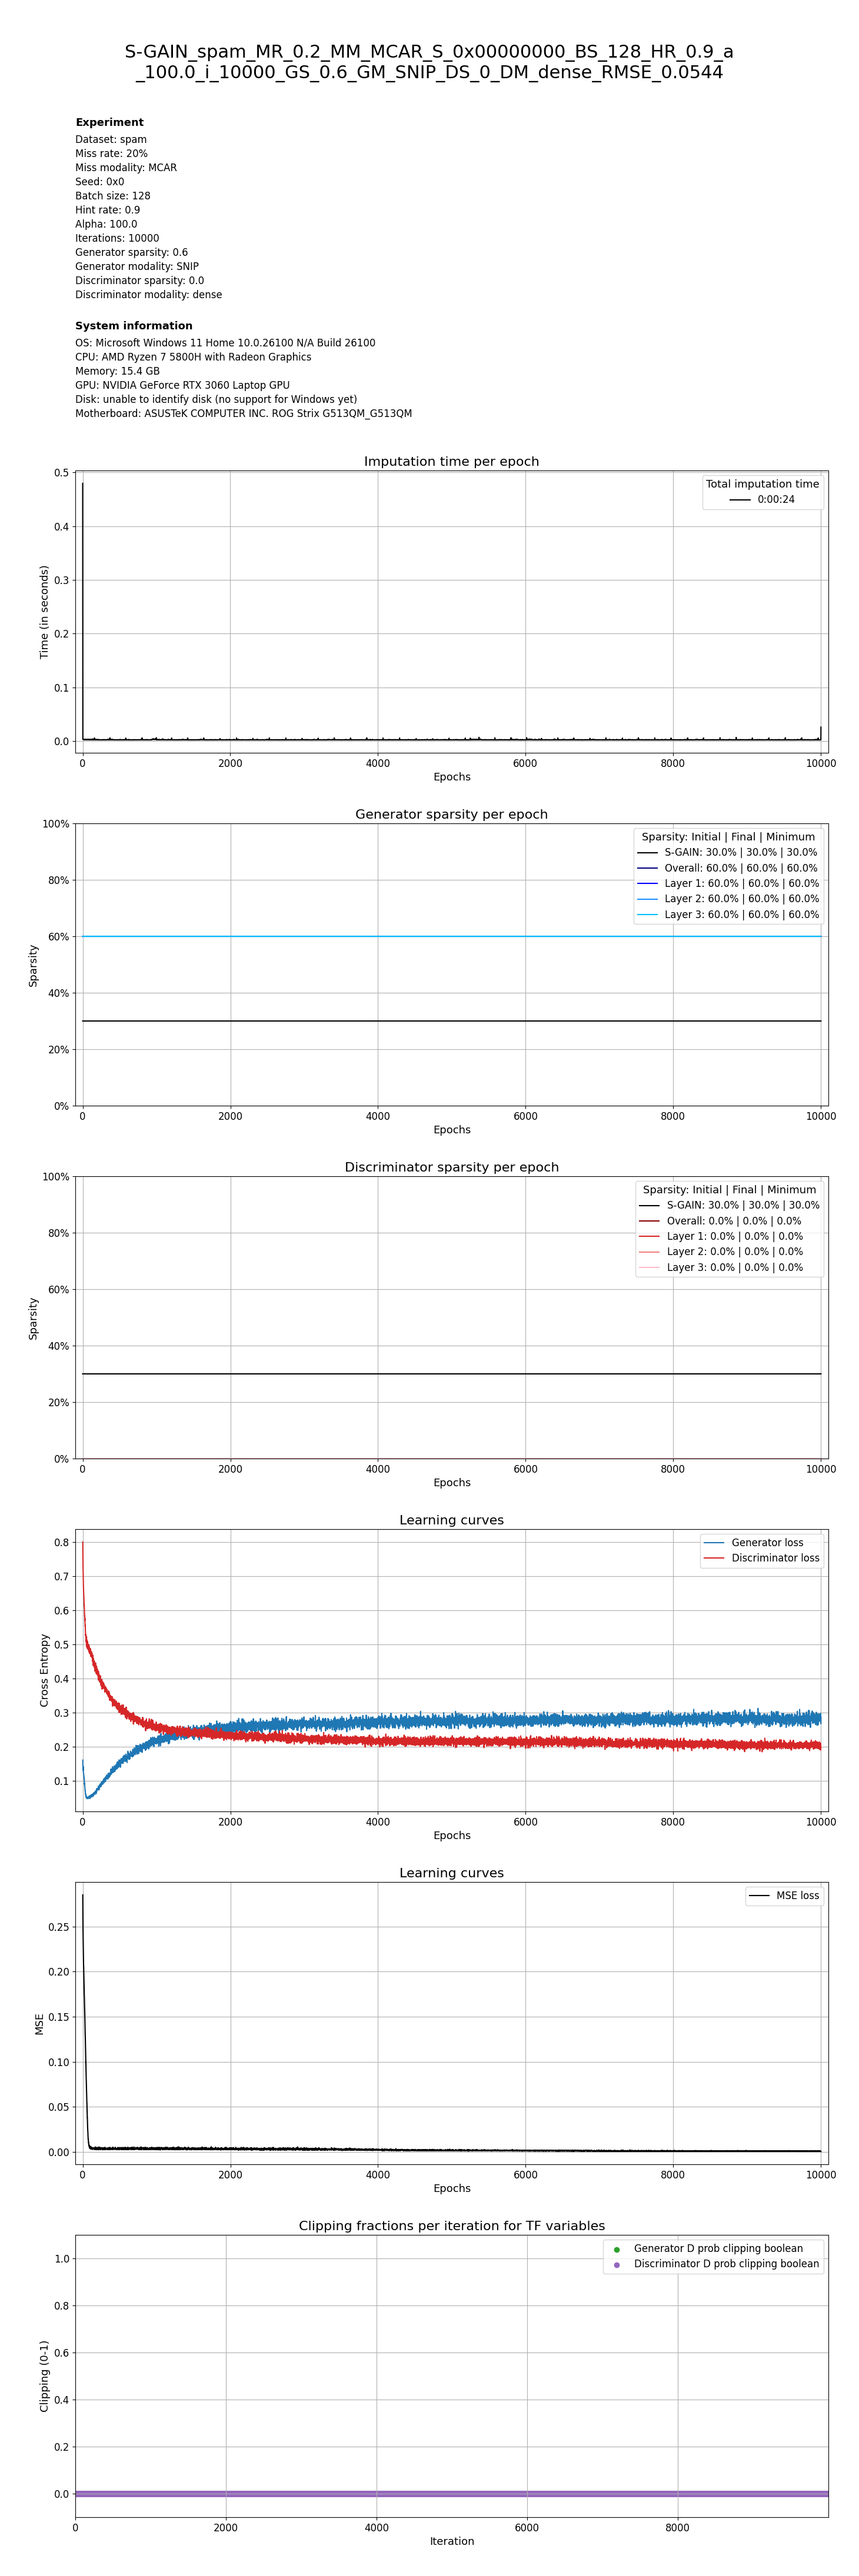 S-GAIN_spam_MR_0.2_MM_MCAR_S_0x00000000_BS_128_HR_0.9_a
_100.0_i_10000_GS_0.6_GM_SNIP_DS_0_DM_dense_RMSE_0.0544
Experiment
Dataset: spam
Miss rate: 20%
Miss modality: MCAR
Seed: 0x0
Batch size: 128
Hint rate: 0.9
Alpha: 100.0
Iterations: 10000
Generator sparsity: 0.6
Generator modality: SNIP
Discriminator sparsity: 0.0
Discriminator modality: dense
System information
OS: Microsoft Windows 11 Home 10.0.26100 N/A Build 26100
CPU: AMD Ryzen 7 5800H with Radeon Graphics
Memory: 15.4 GB
GPU: NVIDIA GeForce RTX 3060 Laptop GPU
Disk: unable to identify disk (no support for Windows yet)
Motherboard: ASUSTeK COMPUTER INC. ROG Strix G513QM_G513QM
Imputation time per epoch
Total imputation time
0:00:24
Time (in seconds)
0.5
0.4
0.3
0.2
0.1
0.0
0 2000 4000 6000 8000 10000
Epochs
Generator sparsity per epoch
Sparsity: Initial | Final | Minimum
S-GAIN: 30.0% | 30.0% | 30.0%
Overall: 60.0% | 60.0% | 60.0%
Layer 1: 60.0% | 60.0% | 60.0%
Layer 2: 60.0% | 60.0% | 60.0%
Layer 3: 60.0% | 60.0% | 60.0%
Sparsity
100%
80%
60%
40%
20%
0%
0 2000 4000 6000 8000 10000
Epochs
Discriminator sparsity per epoch
Sparsity: Initial | Final | Minimum
S-GAIN: 30.0% | 30.0% | 30.0%
Overall: 0.0% | 0.0% | 0.0%
Layer 1: 0.0% | 0.0% | 0.0%
Layer 2: 0.0% | 0.0% | 0.0%
Layer 3: 0.0% | 0.0% | 0.0%
Sparsity
100%
80%
60%
40%
20%
0%
0 2000 4000 6000 8000 10000
Epochs
Learning curves
Generator loss
Discriminator loss
Cross Entropy
0.8
0.7
0.6
0.5
0.4
0.3
0.2
0.1
0 2000 4000 6000 8000 10000
Epochs
Learning curves
MSE loss
MSE
0.25
0.20
0.15
0.10
0.05
0.00
0 2000 4000 6000 8000 10000
Epochs
Clipping fractions per iteration for TF variables
Generator D prob clipping boolean
Discriminator D prob clipping boolean
Clipping (0-1)
1.0
0.8
0.6
0.4
0.2
0.0
0 2000 4000 6000 8000
Iteration